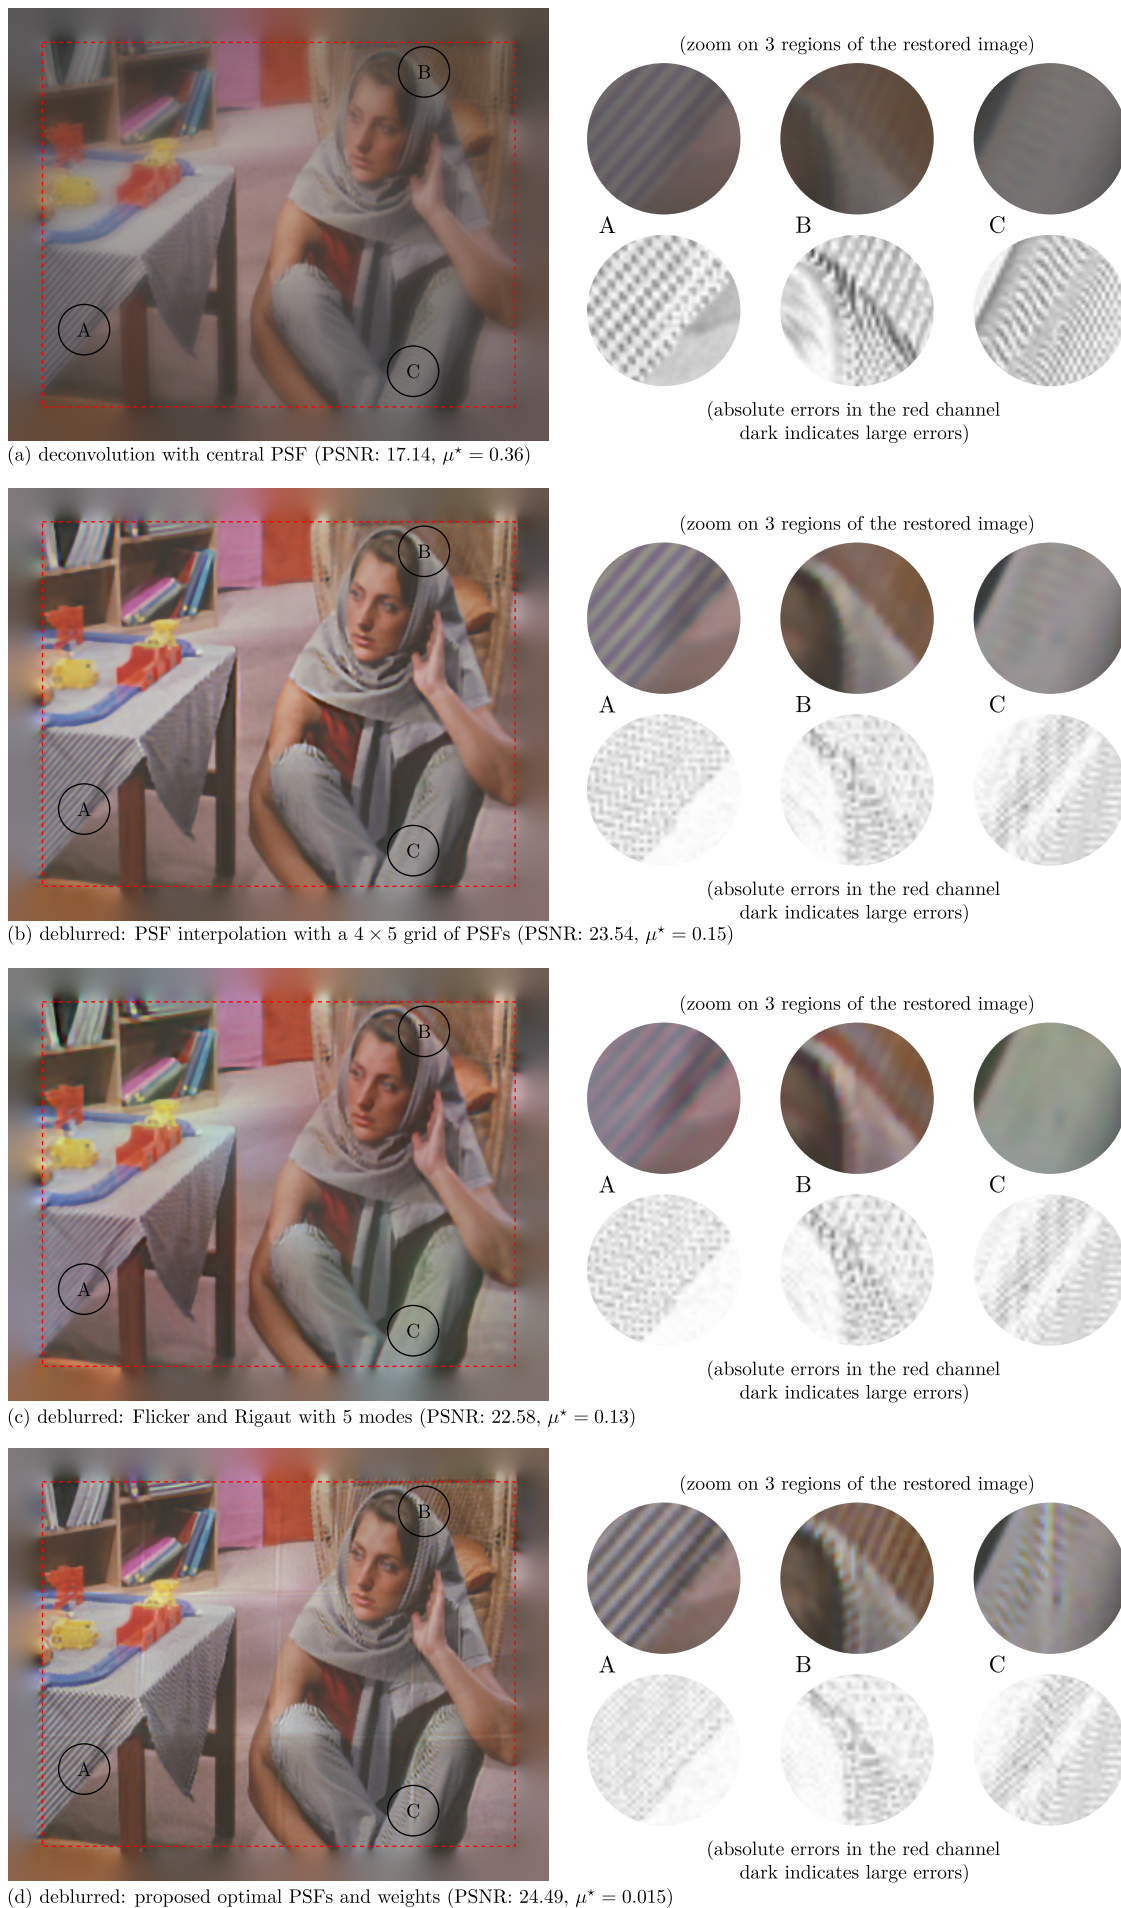 (zoom on 3 regions of the restored image)
B
A
C
A
B
C
(absolute errors in the red channel
dark indicates large errors)
(a) deconvolution with central PSF (PSNR: 17.14, μ⋆ = 0.36)
(zoom on 3 regions of the restored image)
B
A
C
A
B
C
(absolute errors in the red channel
dark indicates large errors)
(b) deblurred: PSF interpolation with a 4 × 5 grid of PSFs (PSNR: 23.54, μ⋆ = 0.15)
(zoom on 3 regions of the restored image)
B
A
C
A
B
C
(absolute errors in the red channel
dark indicates large errors)
(c) deblurred: Flicker and Rigaut with 5 modes (PSNR: 22.58, μ⋆ = 0.13)
(zoom on 3 regions of the restored image)
B
A
C
A
B
C
(absolute errors in the red channel
dark indicates large errors)
(d) deblurred: proposed optimal PSFs and weights (PSNR: 24.49, μ⋆ = 0.015)